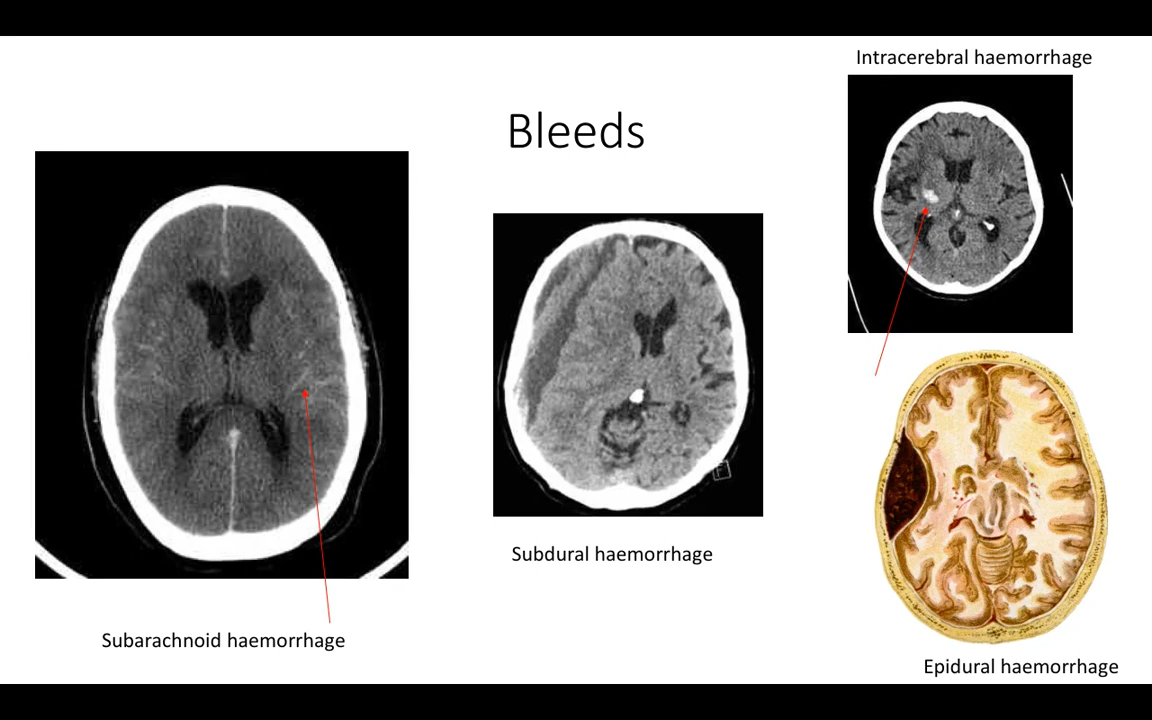 Intracerebral haemorrhage
Bleeds
Subdural haemorrhage
Subarachnoid haemorrhage
Epidural haemorrhage